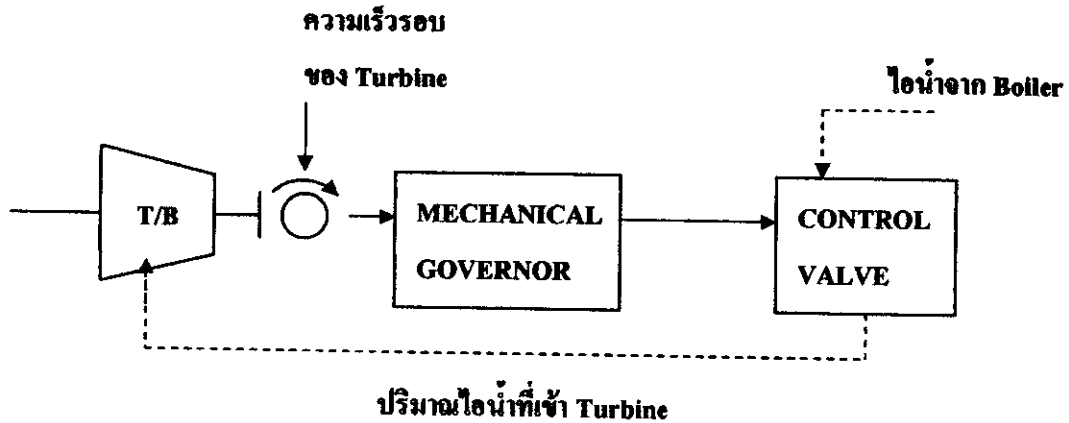 ความเร็วรอบ
ของ Turbine
ไอน้ำจาก Boiler
T/B
MECHANICAL
GOVERNOR
CONTROL
VALVE
ปริมาณไอน้ำที่เข้า Turbine